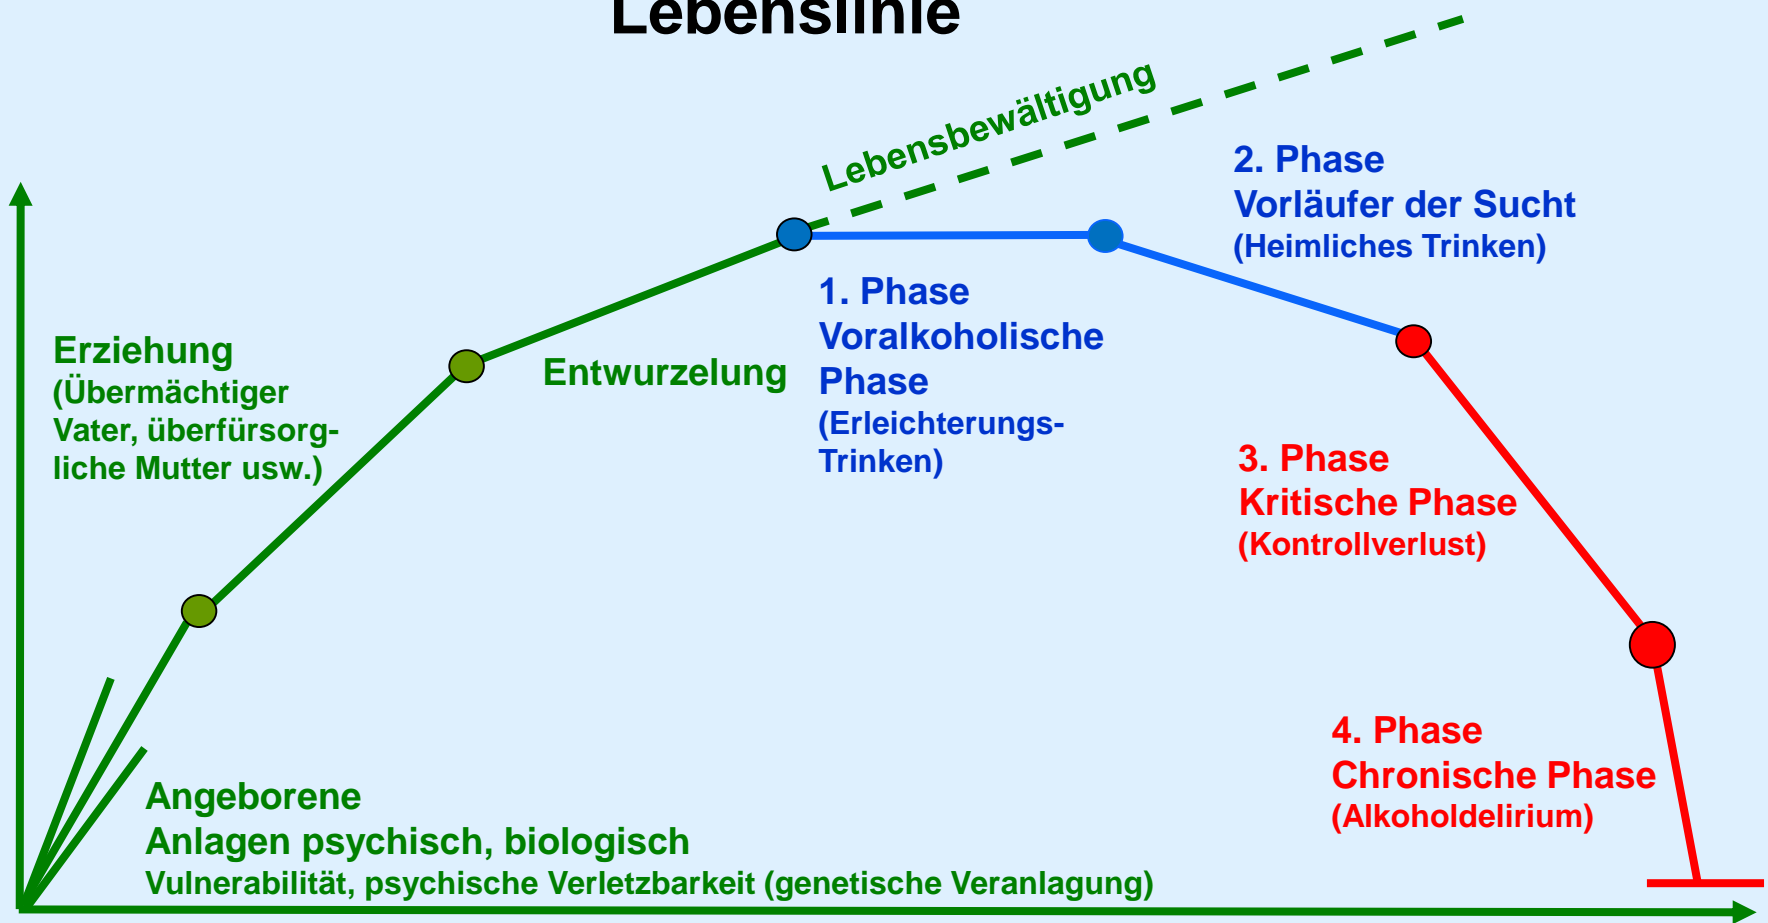 Lebenslinie
Lebensbewältigung
2. Phase
Vorläufer der Sucht
(Heimliches Trinken)
1. Phase
Voralkoholische
Phase
(Erleichterungs-
Trinken)
Erziehung
(Übermächtiger
Vater, überfürsorg-
liche Mutter usw.)
Entwurzelung
3. Phase
Kritische Phase
(Kontrollverlust)
4. Phase
Chronische Phase
(Alkoholdelirium)
Angeborene
Anlagen psychisch, biologisch
Vulnerabilität, psychische Verletzbarkeit (genetische Veranlagung)